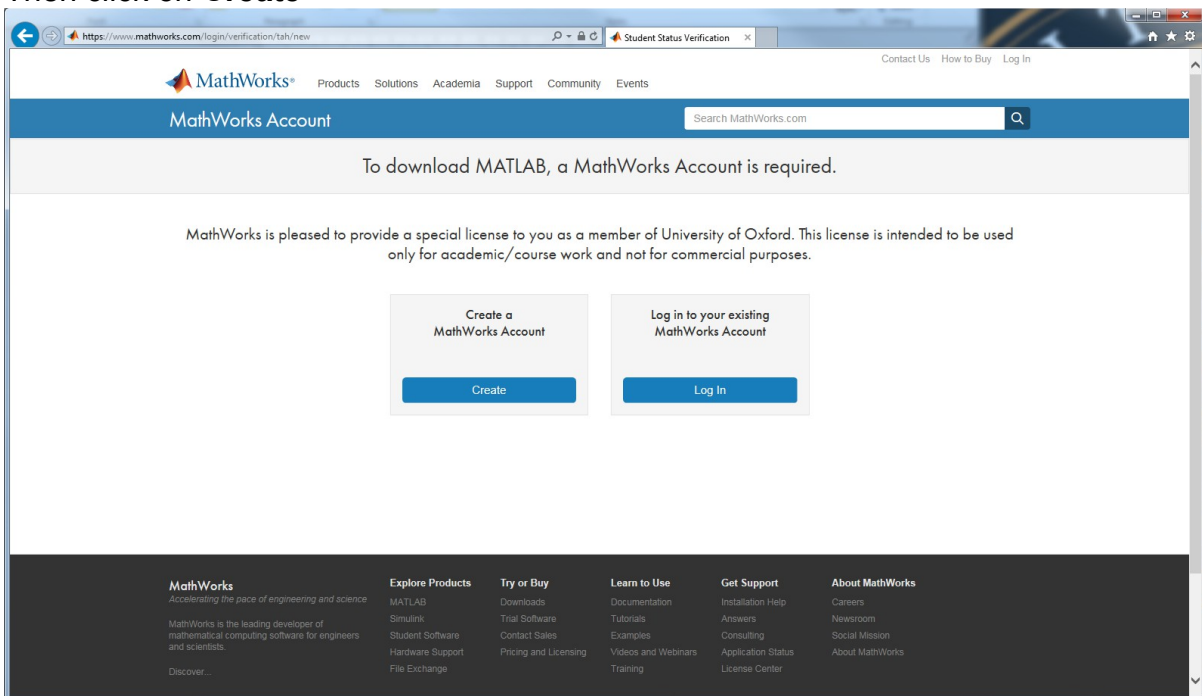 Then click on Create
https://www.mathworks.com/login/verification/tah/new
Student Status Verification
Contact Us How to Buy Log In
MathWorks®
Products Solutions Academia Support Community Events
MathWorks Account
Search MathWorks.com
To download MATLAB, a MathWorks Account is required.
MathWorks is pleased to provide a special license to you as a member of University of Oxford. This license is intended to be used
only for academic/course work and not for commercial purposes.
Create a
MathWorks Account
Create
Log in to your existing
MathWorks Account
Log In
MathWorks
Accelerating the pace of engineering and science
MathWorks is the leading developer of
mathematical computing software for engineers
and scientists.
Discover...
Explore Products
MATLAB
Simulink
Student Software
Hardware Support
File Exchange
Try or Buy
Downloads
Trial Software
Contact Sales
Pricing and Licensing
Learn to Use
Documentation
Tutorials
Examples
Videos and Webinars
Training
Get Support
Installation Help
Answers
Consulting
Application Status
License Center
About MathWorks
Careers
Newsroom
Social Mission
About MathWorks